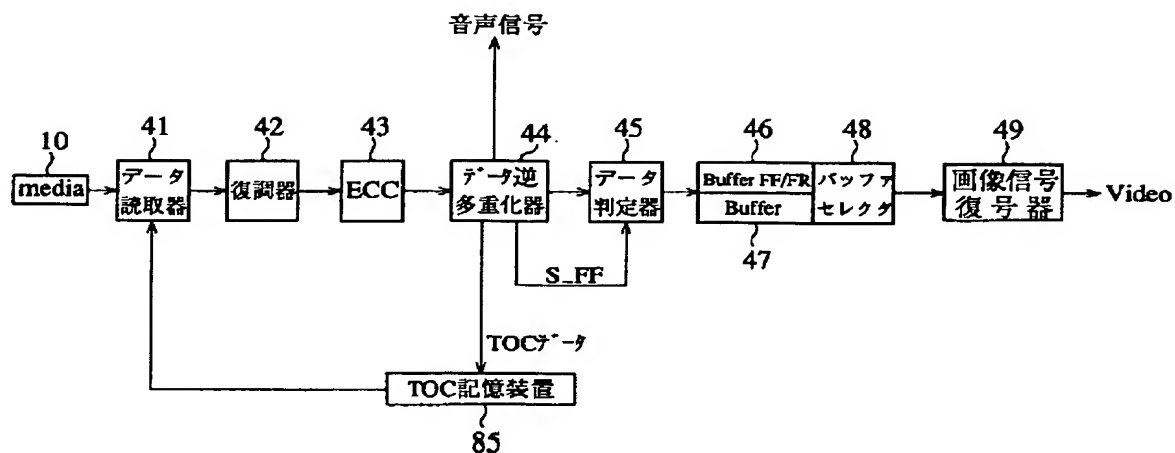 音声信号
10
41
42
43
44
45
46
48
49
media
データ
読取器
復調器
ECC
データ逆
多重化器
データ
判定器
Buffer FF/FR
Buffer
バッファ
セレクタ
画像信号
復号器
Video
47
S_FF
TOCデータ
TOC記憶装置
85